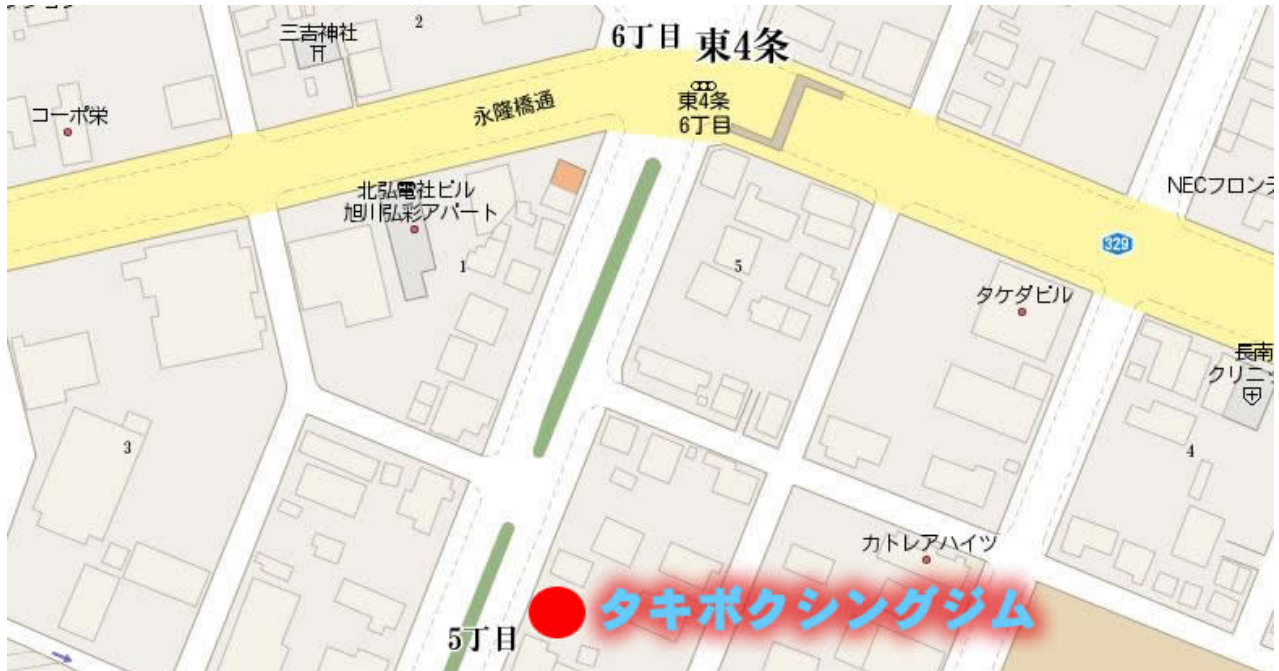 2
三吉神社
6丁目 東4条
コーポ栄
永隆橋通
東4条
6丁目
北弘電社ビル
旭川弘彩アパート
1
5
NECフロンテ
329
タケダビル
長南
クリニッ
3
4
カトレアハイツ
タキボクシングジム
5丁目